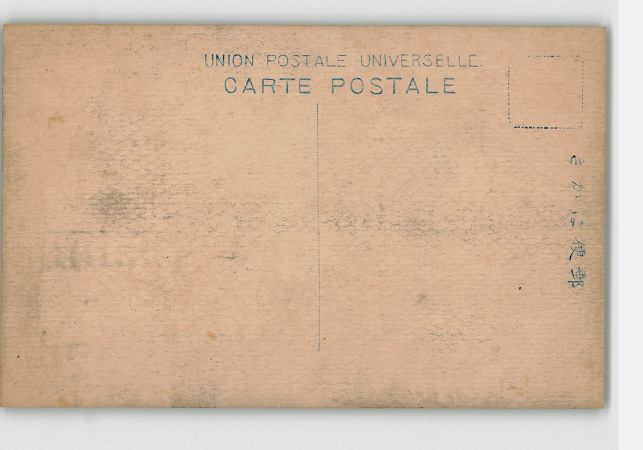 UNION POSTALE UNIVERSELLE.
CARTE POSTALE
きかは便郵